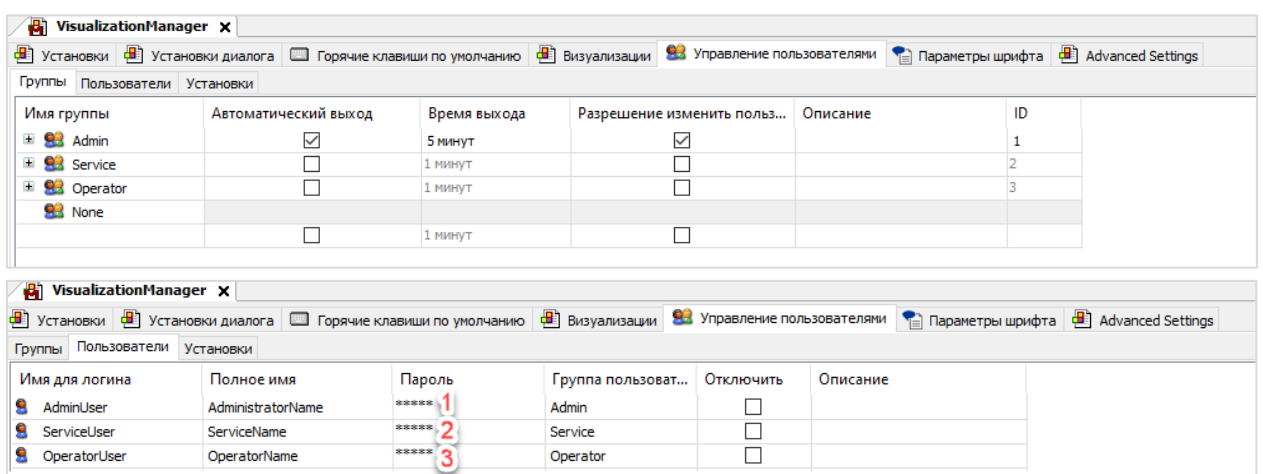 VisualizationManager x
Установки Установки диалога Горячие клавиши по умолчанию Визуализации Управление пользователями Параметры шрифта Advanced Settings
Группы Пользователи Установки
Имя группы Автоматический выход Время выхода Разрешение изменить польз... Описание ID
Admin 5 минут 1
Service 1 минут 2
Operator 1 минут 3
None
1 минут
VisualizationManager x
Установки Установки диалога Горячие клавиши по умолчанию Визуализации Управление пользователями Параметры шрифта Advanced Settings
Группы Пользователи Установки
Имя для логина Полное имя Пароль Группа пользоват... Отключить Описание
AdminUser AdministratorName ***** 1 Admin
ServiceUser ServiceName ***** 2 Service
OperatorUser OperatorName ***** 3 Operator